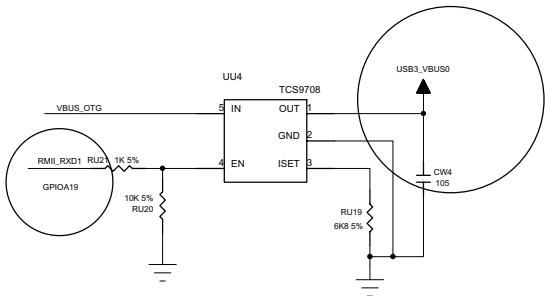 USB3_VBUS0
UU4
TCS9708
VBUS_OTG
5 IN
OUT 1
GND 2
RMII_RXD1 RU21 1K 5%
4 EN
ISET 3
GPIOA19
CW4
105
10K 5%
RU20
RU19
6K8 5%